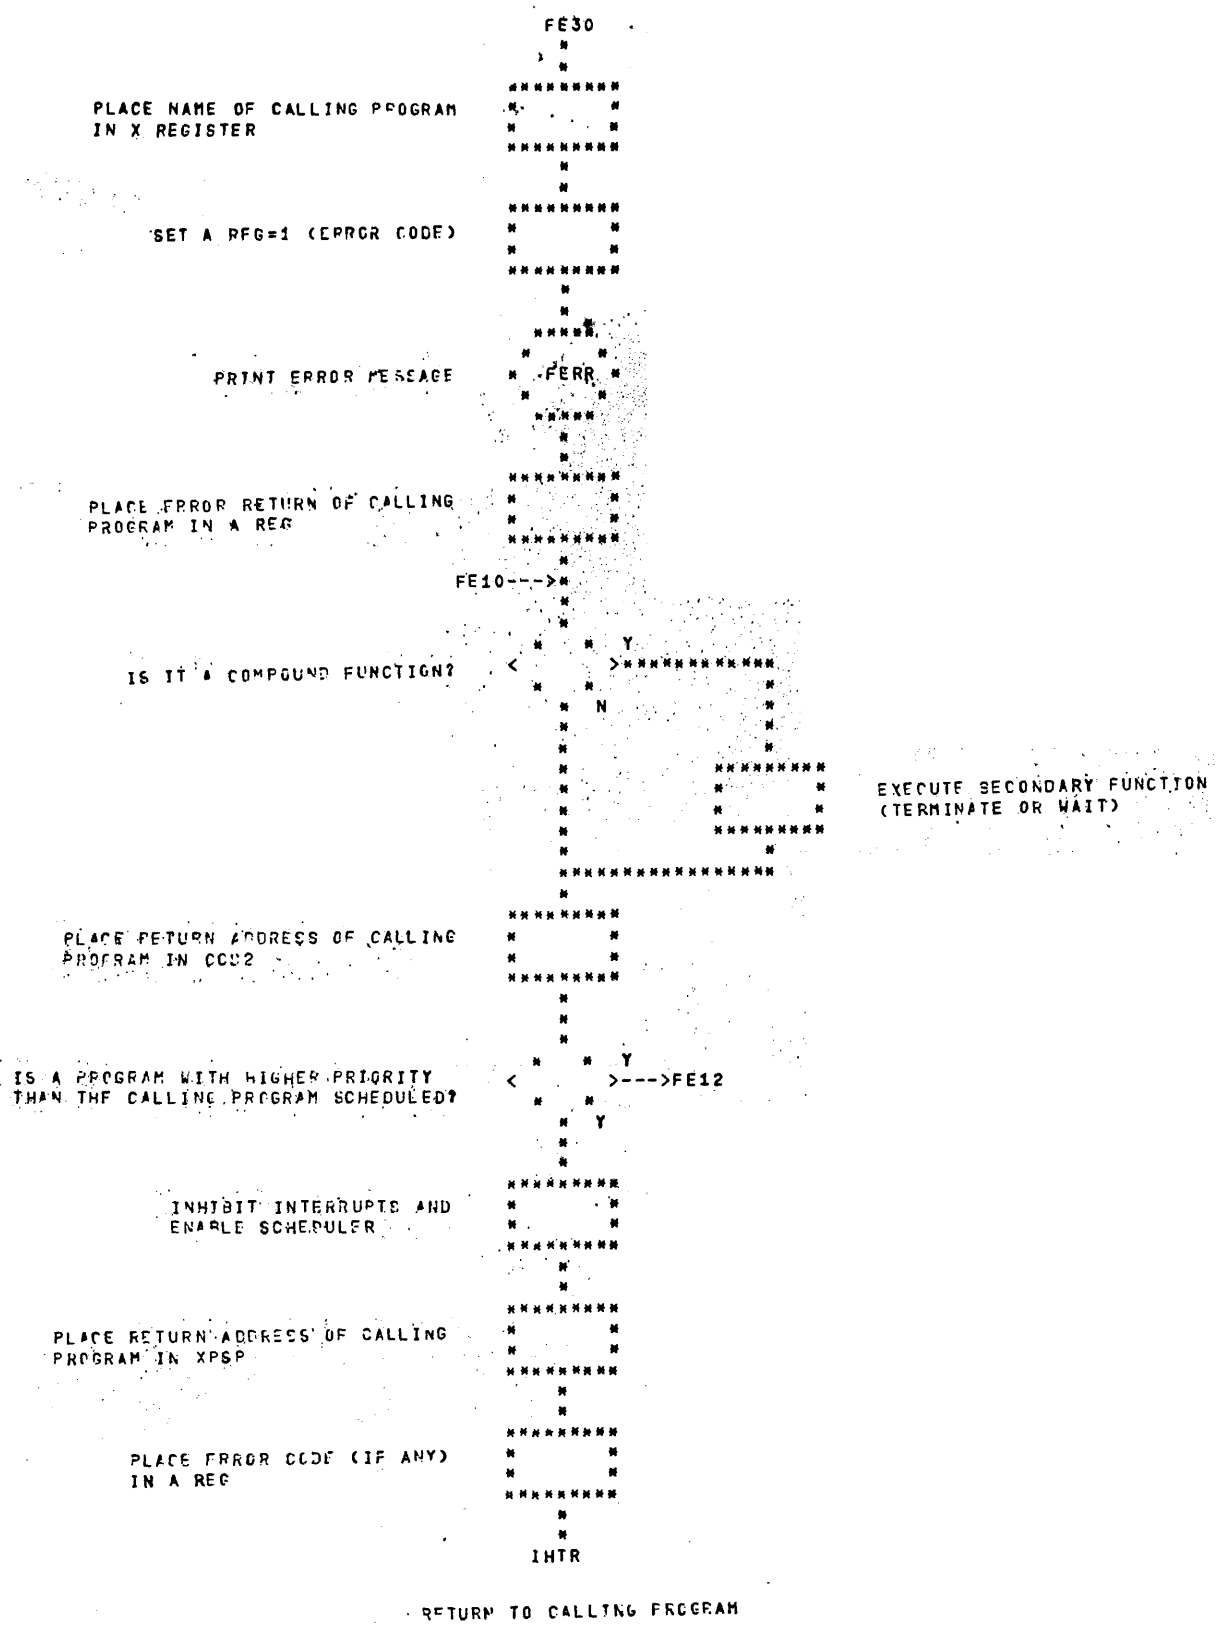 FE30
PLACE NAME OF CALLING PROGRAM
IN X REGISTER
SET A REG=1 (ERROR CODE)
PRINT ERROR MESSAGE
FERR
PLACE ERROR RETURN OF CALLING
PROGRAM IN A REG
FE10--->
Y
IS IT A COMPOUND FUNCTION?
N
EXECUTE SECONDARY FUNCTION
(TERMINATE OR WAIT)
PLACE RETURN ADDRESS OF CALLING
PROGRAM IN
Y
IS A PROGRAM WITH HIGHER PRIORITY
--->FE12
THAN THE CALLING PROGRAM SCHEDULED?
Y
INHIBIT INTERRUPTS AND
ENABLE SCHEDULER
PLACE RETURN ADDRESS OF CALLING
PROGRAM IN XPSP
PLACE ERROR CODE (IF ANY)
IN A REG
IHTR
RETURN TO CALLING PROGRAM